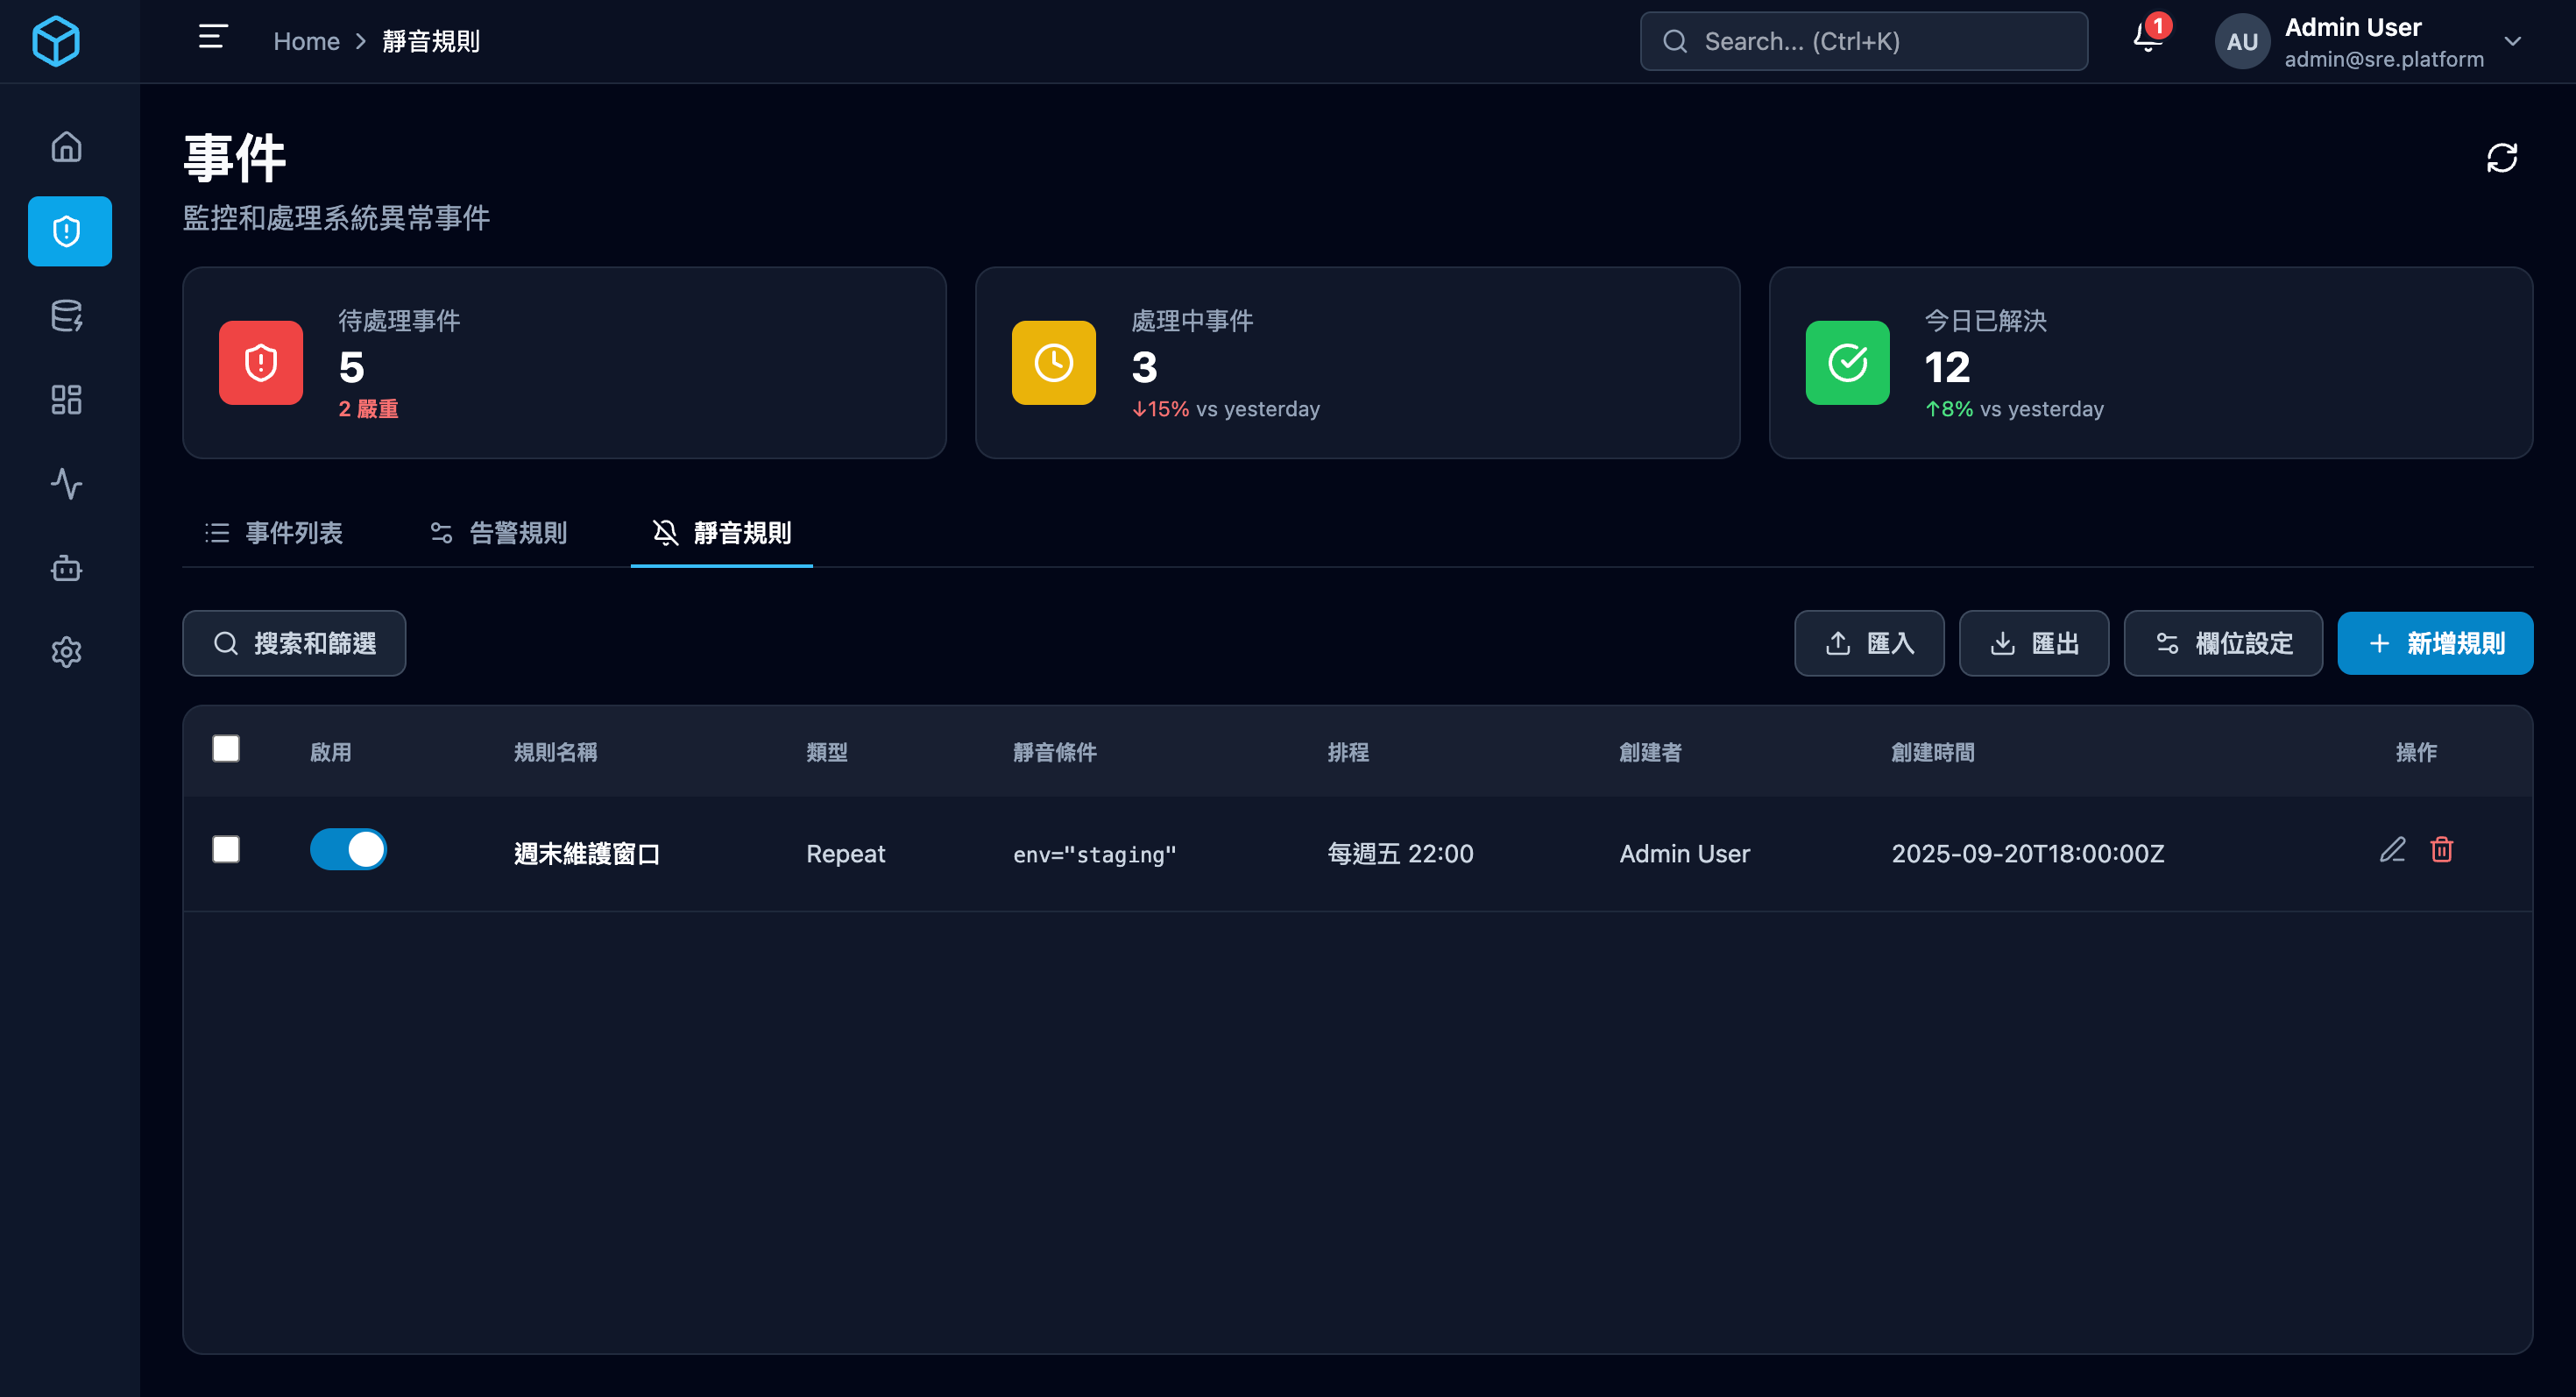 Home > 靜音規則
Search... (Ctrl+K)
1
AU
Admin User
admin@sre.platform
事件
監控和處理系統異常事件
待處理事件
5
2 嚴重
處理中事件
3
↓15% vs yesterday
今日已解決
12
↑8% vs yesterday
事件列表
告警規則
靜音規則
搜索和篩選
匯入
匯出
欄位設定
+ 新增規則
啟用 規則名稱 類型 靜音條件 排程 創建者 創建時間 操作
週末維護窗口 Repeat env="staging" 每週五 22:00 Admin User 2025-09-20T18:00:00Z